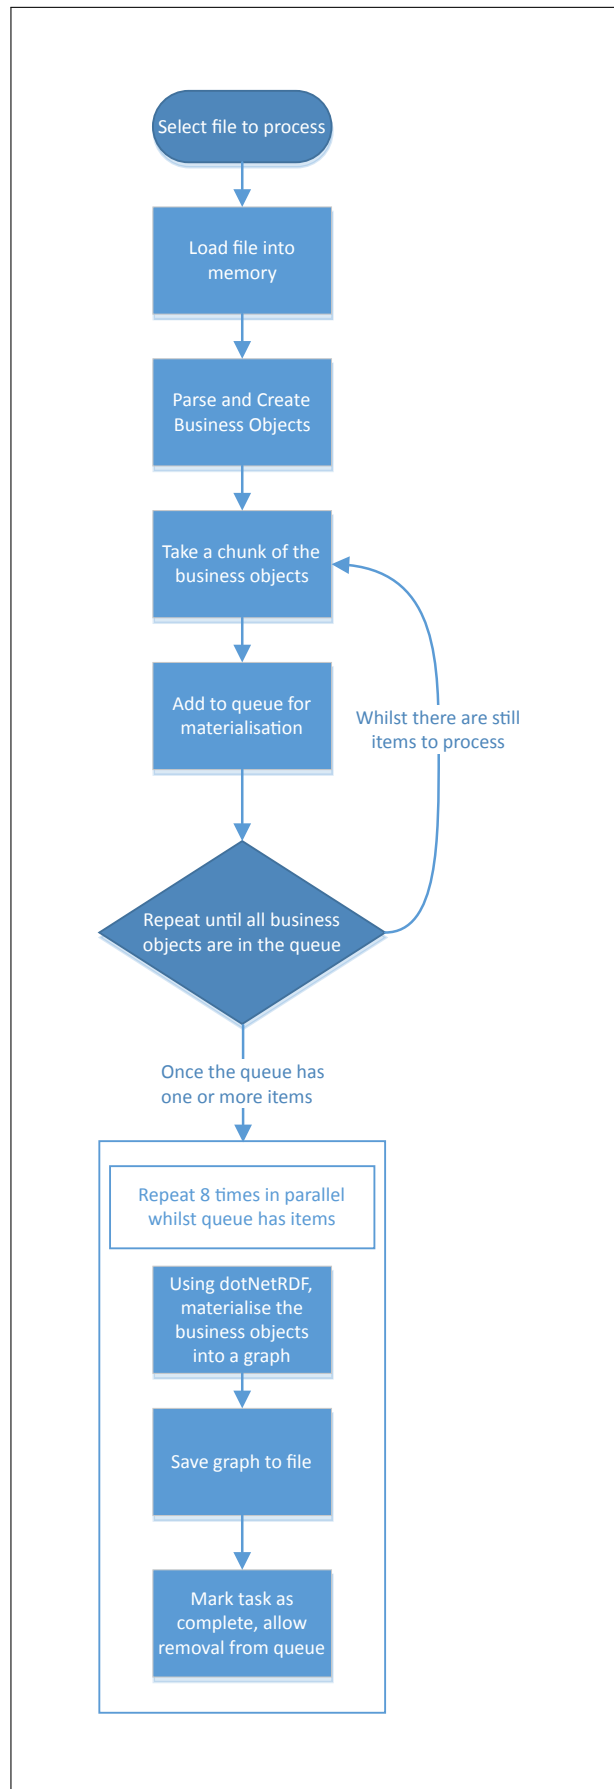 Select file to process
Load file into
memory
Parse and Create
Business Objects
Take a chunk of the
business objects
Add to queue for
materialisation
Whilst there are still
items to process
Repeat until all business
objects are in the queue
Once the queue has
one or more items
Repeat 8 times in parallel
whilst queue has items
Using dotNetRDF,
materialise the
business objects
into a graph
Save graph to file
Mark task as
complete, allow
removal from queue